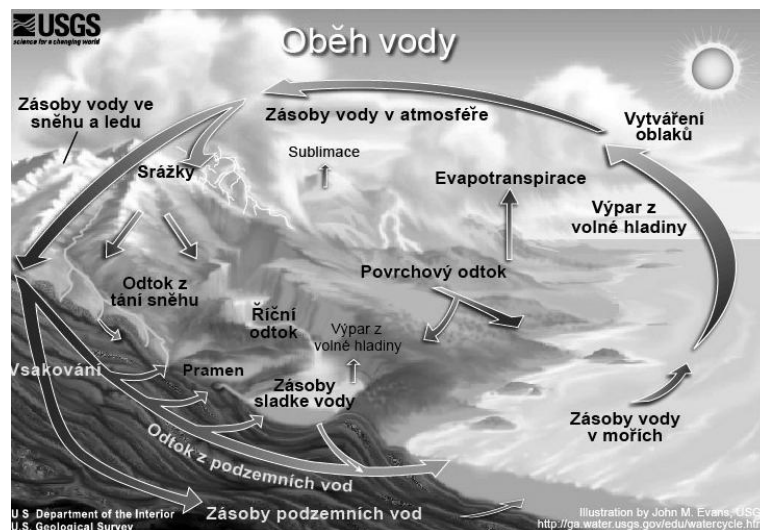 USGS
science for a changing world
Oběh vody
Zásoby vody ve
sněhu a ledu
Zásoby vody v atmosféře
Vytváření
oblaků
Sublimace
Srážky
Evapotranspirace
Výpar z
volné hladiny
Odtok z
tání sněhu
Povrchový odtok
Říční
odtok
Výpar z
volné hladiny
Vsakování
Pramen
Zásoby
sladke vody
Zásoby vody
v mořích
Odtok z podzemních vod
Zásoby podzemních vod
U S Department of the Interior
U.S. Geological Survey
Illustration by John M. Evans, USG
http://ga.water.usgs.gov/edu/watercycle.htm